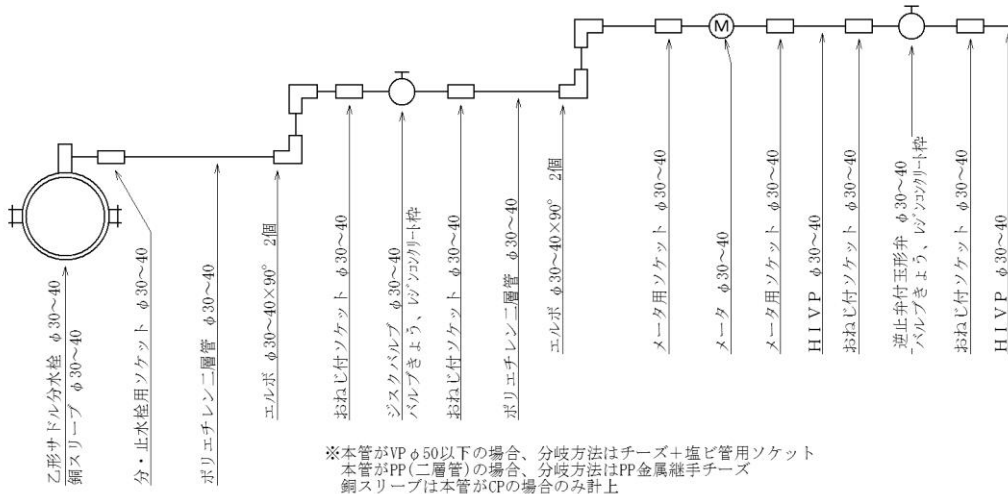 M
乙形サドル分水栓 φ30～40
銅スリーブ φ30～40
分・止水栓用ソケット φ30～40
ポリエチレン二層管 φ30～40
エルボ φ30～40×90° 2個
おねじ付ソケット φ30～40
ジスクバルブ φ30～40
バルブきょう、レジンコンクリート枠
おねじ付ソケット φ30～40
ポリエチレン二層管 φ30～40
エルボ φ30～40×90° 2個
メータ用ソケット φ30～40
メータ φ30～40
メータ用ソケット φ30～40
HIVP φ30～40
おねじ付ソケット φ30～40
逆止弁付玉形弁 φ30～40
バルブきょう、レジンコンクリート枠
おねじ付ソケット φ30～40
HIVP φ30～40
※本管がVPφ50以下の場合、分岐方法はチーズ+塩ビ管用ソケット
本管がPP(二層管)の場合、分岐方法はPP金属継手チーズ
銅スリーブは本管がCPの場合のみ計上